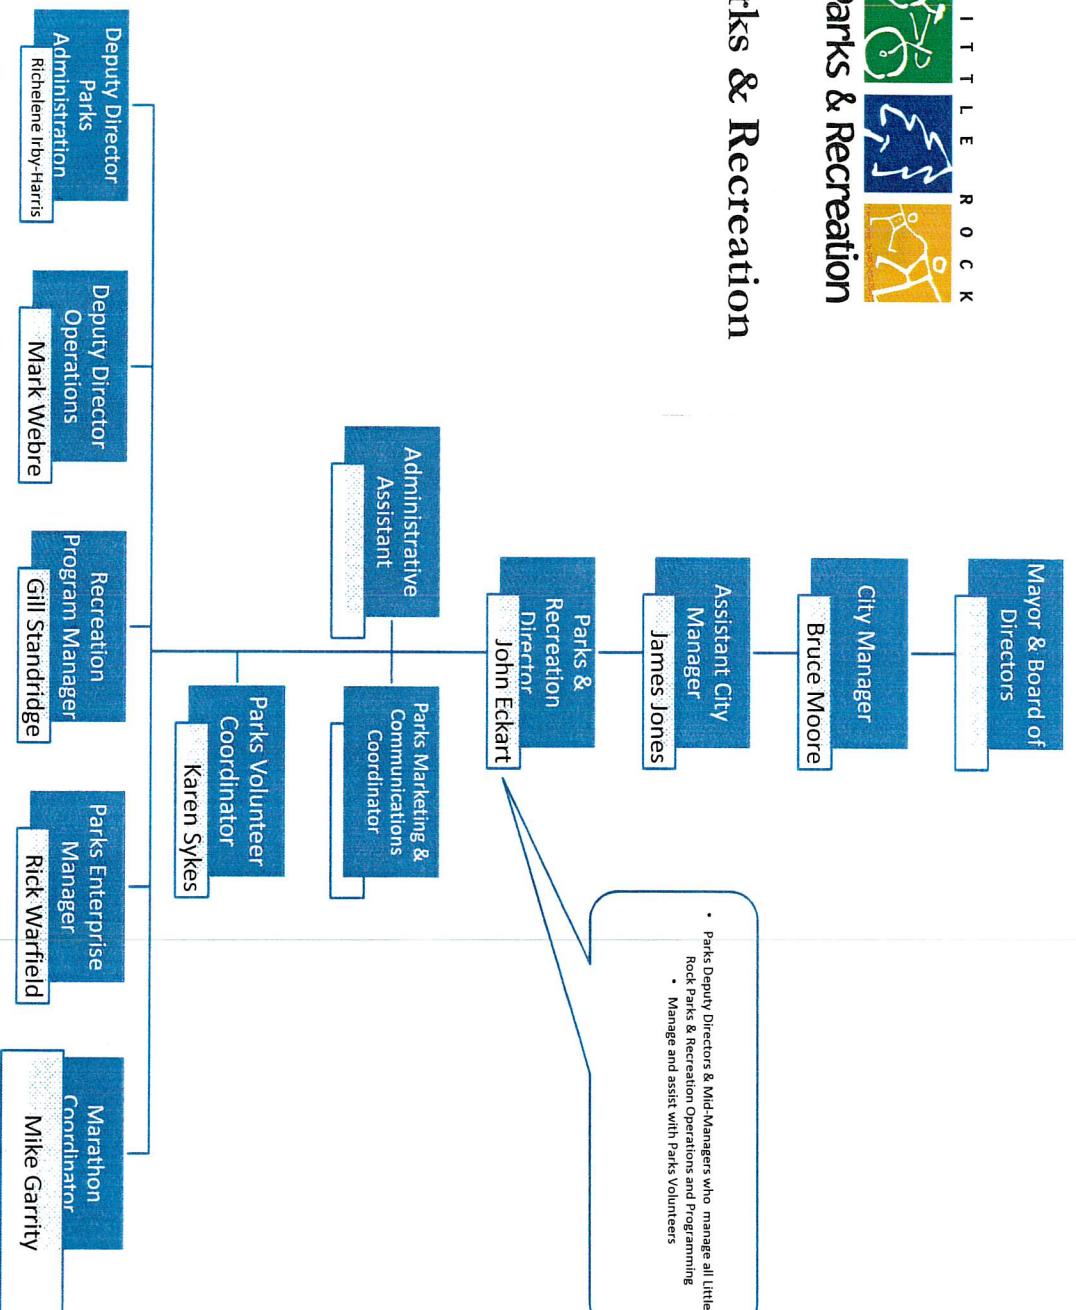 ITTLE ROCK
Parks & Recreation
rks & Recreation
Mayor & Board of
Directors
City Manager
Bruce Moore
Assistant City
Manager
James Jones
Parks &
Recreation
Director
John Eckart
• Parks Deputy Directors & Mid-Managers who manage all Little
Rock Parks & Recreation Operations and Programming
• Manage and assist with Parks Volunteers
Administrative
Assistant
Parks Marketing &
Communications
Coordinator
Parks Volunteer
Coordinator
Karen Sykes
Deputy Director
Parks
Administration
Richelene Irby-Harris
Deputy Director
Operations
Mark Webre
Recreation
Program Manager
Gill Standridge
Parks Enterprise
Manager
Rick Warfield
Marathon
Coordinator
Mike Garrity